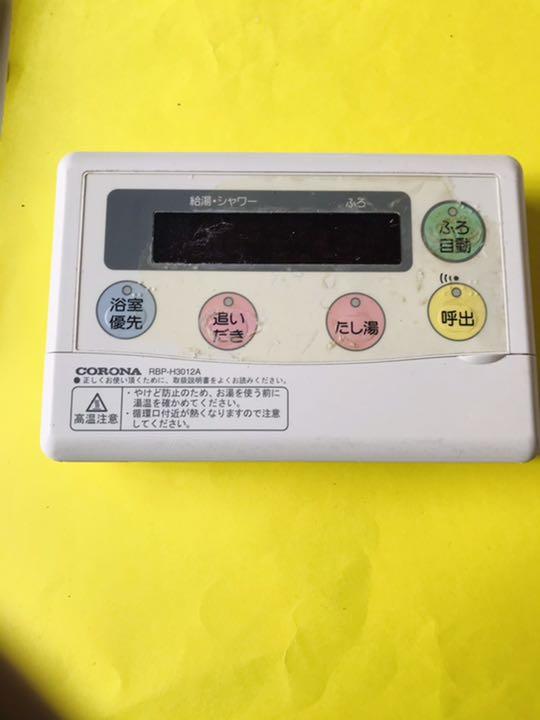 給湯・シャワー ふろ
ふろ
自動
浴室
優先
追い
だき
たし湯
呼出
CORONA RBP-H3012A
●正しくお使い頂くために、取扱説明書をよくお読みください。
高温注意
・やけど防止のため、お湯を使う前に
湯温を確かめてください。
・循環口付近が熱くなりますので注意
してください。